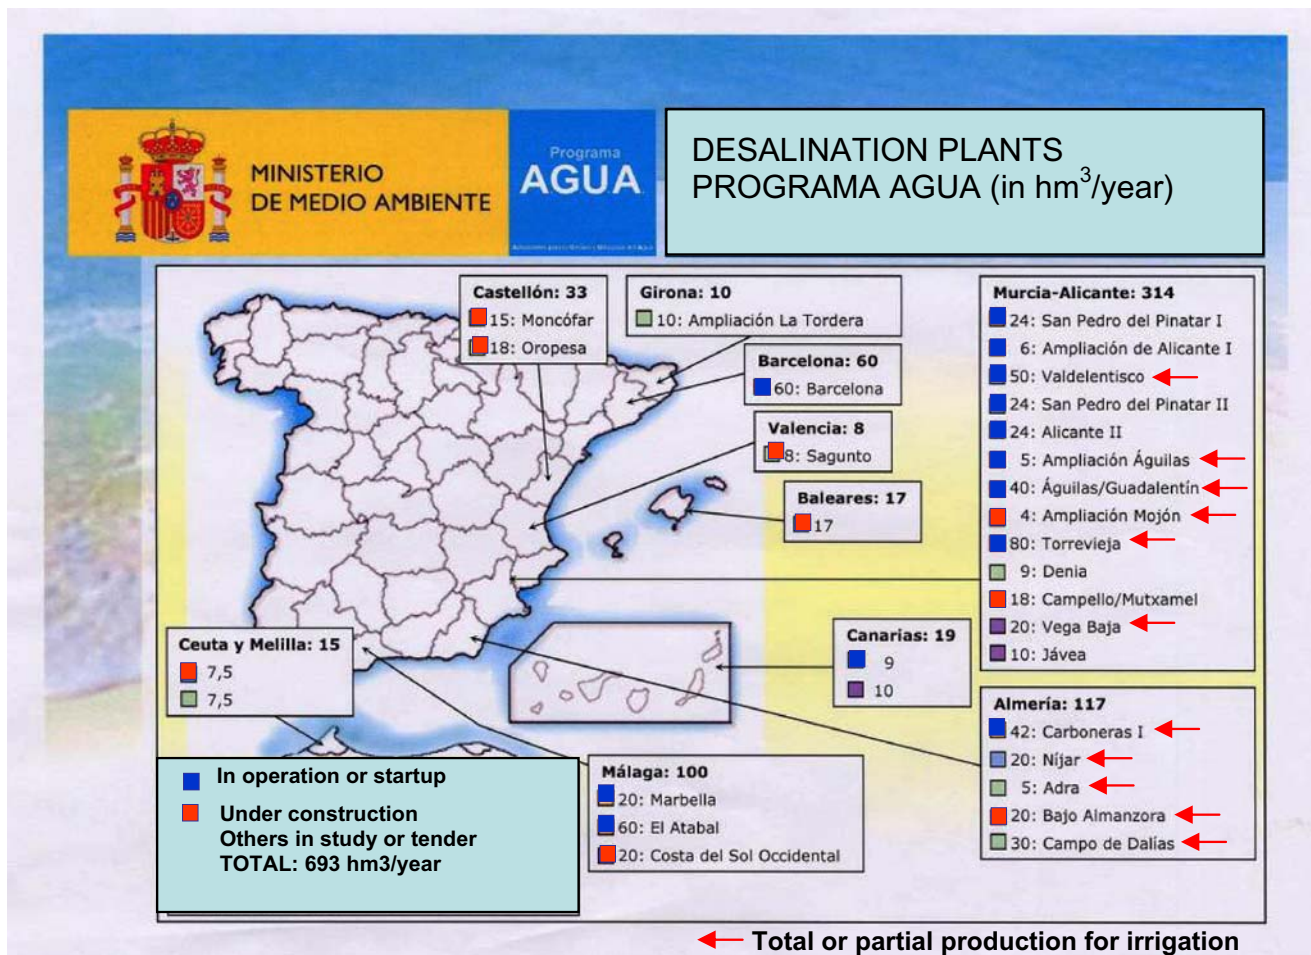 MINISTERIO
DE MEDIO AMBIENTE
Programa
AGUA
DESALINATION PLANTS
PROGRAMA AGUA (in hm³/year)
Castellón: 33
15: Moncófar
18: Oropesa
Girona: 10
10: Ampliación La Tordera
Barcelona: 60
60: Barcelona
Valencia: 8
8: Sagunto
Baleares: 17
17
Murcia-Alicante: 314
24: San Pedro del Pinatar I
6: Ampliación de Alicante I
50: Valdelentisco
24: San Pedro del Pinatar II
24: Alicante II
5: Ampliación Águilas
40: Águilas/Guadalentín
4: Ampliación Mojón
80: Torrevieja
9: Denia
18: Campello/Mutxamel
20: Vega Baja
10: Jávea
Ceuta y Melilla: 15
7,5
7,5
Canarias: 19
9
10
Almería: 117
42: Carboneras I
20: Níjar
5: Adra
20: Bajo Almanzora
30: Campo de Dalías
Málaga: 100
20: Marbella
60: El Atabal
20: Costa del Sol Occidental
In operation or startup
Under construction
Others in study or tender
TOTAL: 693 hm3/year
Total or partial production for irrigation